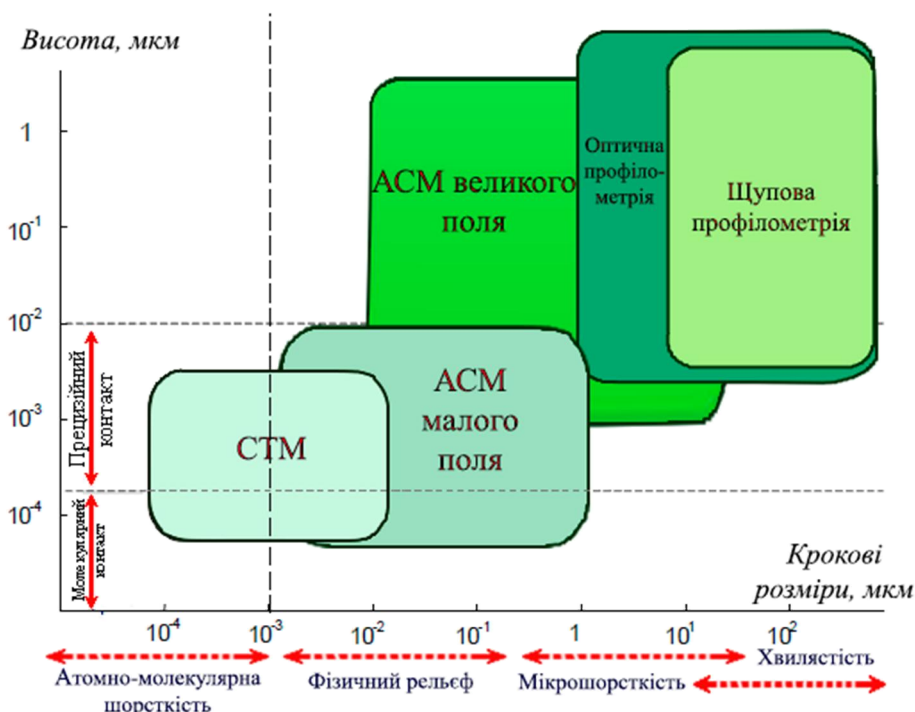 Висота, мкм
1
10⁻¹
10⁻²
10⁻³
10⁻⁴
Прецизійний
контакт
Молекулярний
контакт
АСМ великого
поля
Оптична
профіло-
метрія
Щупова
профілометрія
АСМ
малого
поля
СТМ
Крокові
розміри, мкм
10⁻⁴
10⁻³
10⁻²
10⁻¹
1
10¹
10²
Атомно-молекулярна
шорсткість
Фізичний рельєф
Мікрошорсткість
Хвилястість